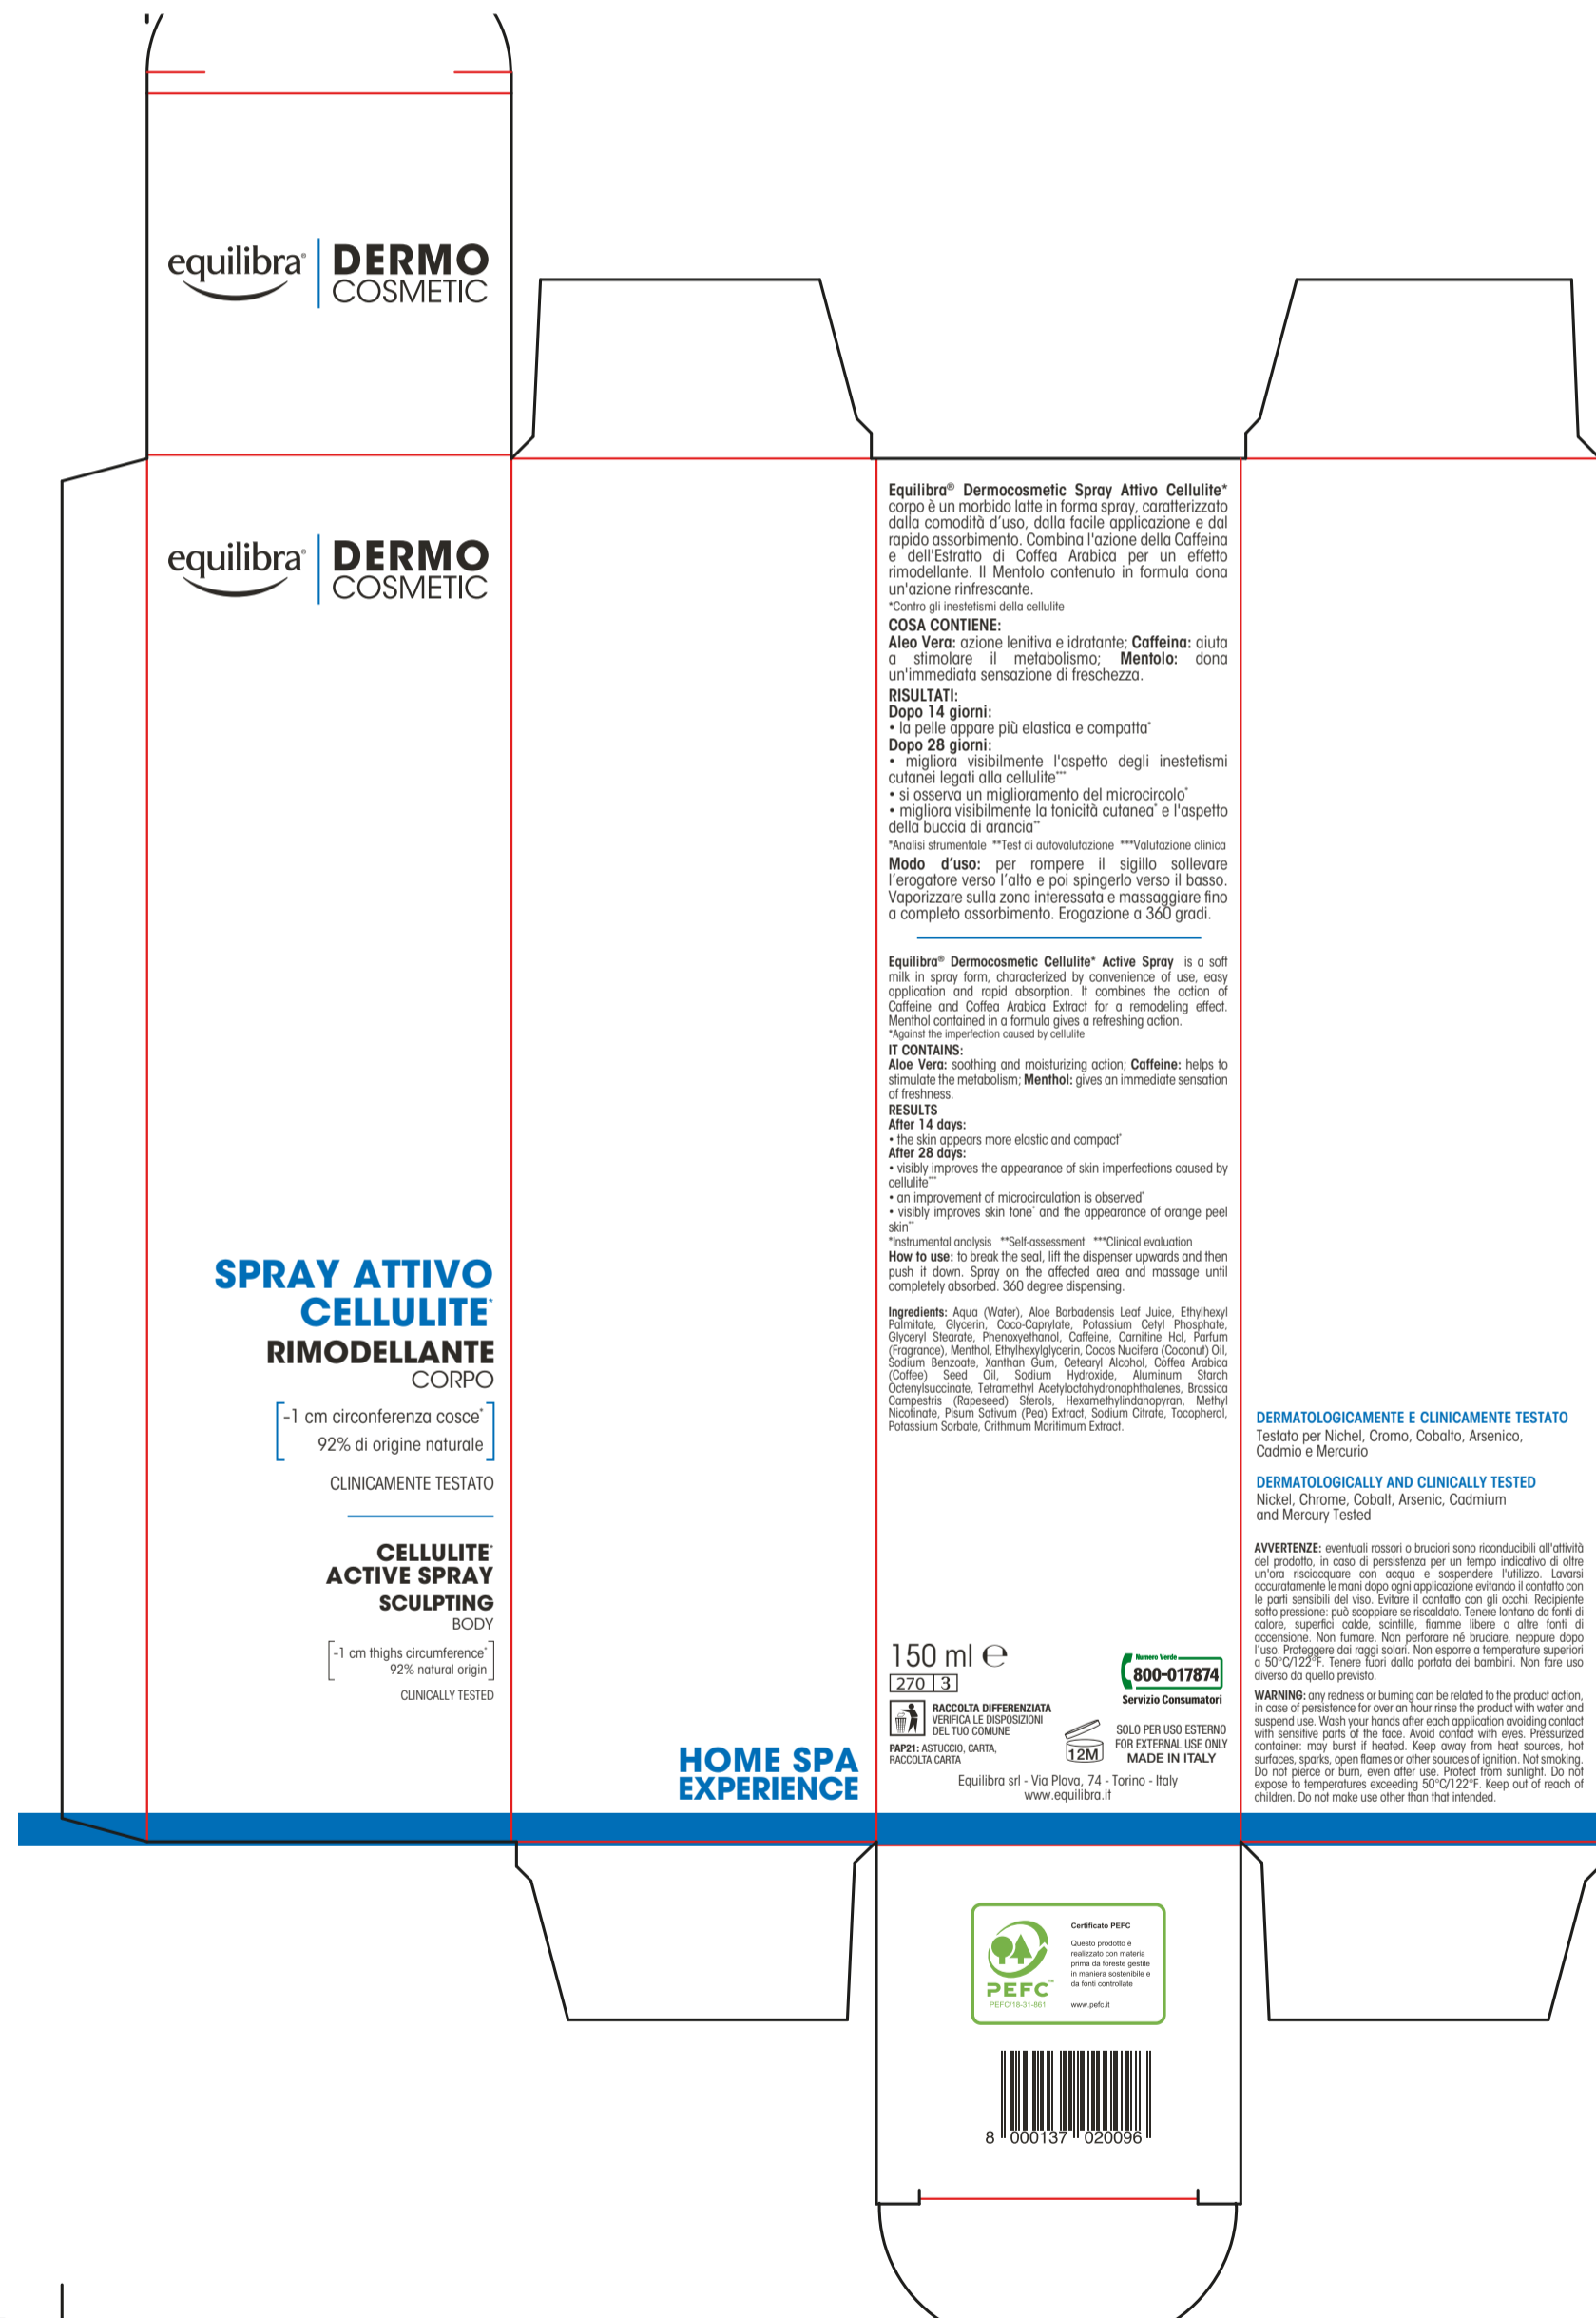 equilibra®
DERMO
COSMETIC
equilibra®
DERMO
COSMETIC
SPRAY ATTIVO
CELLULITE*
RIMODELLANTE
CORPO
-1 cm circonferenza cosce*
92% di origine naturale
CLINICAMENTE TESTATO
CELLULITE*
ACTIVE SPRAY
SCULPTING
BODY
-1 cm thighs circumference*
92% natural origin
CLINICALLY TESTED
HOME SPA
EXPERIENCE
Equilibra® Dermocosmetic Spray Attivo Cellulite*
corpo è un morbido latte in forma spray, caratterizzato
dalla comodità d’uso, dalla facile applicazione e dal
rapido assorbimento. Combina l'azione della Caffeina
e dell'Estratto di Coffea Arabica per un effetto
rimodellante. Il Mentolo contenuto in formula dona
un'azione rinfrescante.
*Contro gli inestetismi della cellulite
COSA CONTIENE:
Aleo Vera: azione lenitiva e idratante; Caffeina: aiuta
a stimolare il metabolismo; Mentolo: dona
un'immediata sensazione di freschezza.
RISULTATI:
Dopo 14 giorni:
• la pelle appare più elastica e compatta*
Dopo 28 giorni:
• migliora visibilmente l'aspetto degli inestetismi
cutanei legati alla cellulite***
• si osserva un miglioramento del microcircolo*
• migliora visibilmente la tonicità cutanea* e l'aspetto
della buccia di arancia**
*Analisi strumentale **Test di autovalutazione ***Valutazione clinica
Modo d’uso: per rompere il sigillo sollevare
l’erogatore verso l’alto e poi spingerlo verso il basso.
Vaporizzare sulla zona interessata e massaggiare fino
a completo assorbimento. Erogazione a 360 gradi.
Equilibra® Dermocosmetic Cellulite* Active Spray is a soft
milk in spray form, characterized by convenience of use, easy
application and rapid absorption. It combines the action of
Caffeine and Coffea Arabica Extract for a remodeling effect.
Menthol contained in a formula gives a refreshing action.
*Against the imperfection caused by cellulite
IT CONTAINS:
Aloe Vera: soothing and moisturizing action; Caffeine: helps to
stimulate the metabolism; Menthol: gives an immediate sensation
of freshness.
RESULTS
After 14 days:
• the skin appears more elastic and compact*
After 28 days:
• visibly improves the appearance of skin imperfections caused by
cellulite***
• an improvement of microcirculation is observed*
• visibly improves skin tone* and the appearance of orange peel
skin**
*Instrumental analysis **Self-assessment ***Clinical evaluation
How to use: to break the seal, lift the dispenser upwards and then
push it down. Spray on the affected area and massage until
completely absorbed. 360 degree dispensing.
Ingredients: Aqua (Water), Aloe Barbadensis Leaf Juice, Ethylhexyl
Palmitate, Glycerin, Coco-Caprylate, Potassium Cetyl Phosphate,
Glyceryl Stearate, Phenoxyethanol, Caffeine, Carnitine Hcl, Parfum
(Fragrance), Menthol, Ethylhexylglycerin, Cocos Nucifera (Coconut) Oil,
Sodium Benzoate, Xanthan Gum, Cetearyl Alcohol, Coffea Arabica
(Coffee) Seed Oil, Sodium Hydroxide, Aluminum Starch
Octenylsuccinate, Tetramethyl Acetyloctahydronaphthalenes, Brassica
Campestris (Rapeseed) Sterols, Hexamethylindanopyran, Methyl
Nicotinate, Pisum Sativum (Pea) Extract, Sodium Citrate, Tocopherol,
Potassium Sorbate, Crithmum Maritimum Extract.
150 ml ℮
270 3
RACCOLTA DIFFERENZIATA
VERIFICA LE DISPOSIZIONI
DEL TUO COMUNE
PAP21: ASTUCCIO, CARTA,
RACCOLTA CARTA
Numero Verde
800-017874
Servizio Consumatori
12M
SOLO PER USO ESTERNO
FOR EXTERNAL USE ONLY
MADE IN ITALY
Equilibra srl - Via Plava, 74 - Torino - Italy
www.equilibra.it
DERMATOLOGICAMENTE E CLINICAMENTE TESTATO
Testato per Nichel, Cromo, Cobalto, Arsenico,
Cadmio e Mercurio
DERMATOLOGICALLY AND CLINICALLY TESTED
Nickel, Chrome, Cobalt, Arsenic, Cadmium
and Mercury Tested
AVVERTENZE: eventuali rossori o bruciori sono riconducibili all'attività
del prodotto, in caso di persistenza per un tempo indicativo di oltre
un'ora risciacquare con acqua e sospendere l'utilizzo. Lavarsi
accuratamente le mani dopo ogni applicazione evitando il contatto con
le parti sensibili del viso. Evitare il contatto con gli occhi. Recipiente
sotto pressione: può scoppiare se riscaldato. Tenere lontano da fonti di
calore, superfici calde, scintille, fiamme libere o altre fonti di
accensione. Non fumare. Non perforare né bruciare, neppure dopo
l’uso. Proteggere dai raggi solari. Non esporre a temperature superiori
a 50°C/122°F. Tenere fuori dalla portata dei bambini. Non fare uso
diverso da quello previsto.
WARNING: any redness or burning can be related to the product action,
in case of persistence for over an hour rinse the product with water and
suspend use. Wash your hands after each application avoiding contact
with sensitive parts of the face. Avoid contact with eyes. Pressurized
container: may burst if heated. Keep away from heat sources, hot
surfaces, sparks, open flames or other sources of ignition. Not smoking.
Do not pierce or burn, even after use. Protect from sunlight. Do not
expose to temperatures exceeding 50°C/122°F. Keep out of reach of
children. Do not make use other than that intended.
PEFC™
PEFC/18-31-861
Certificato PEFC
Questo prodotto è
realizzato con materia
prima da foreste gestite
in maniera sostenibile e
da fonti controllate
www.pefc.it
8 000137 020096